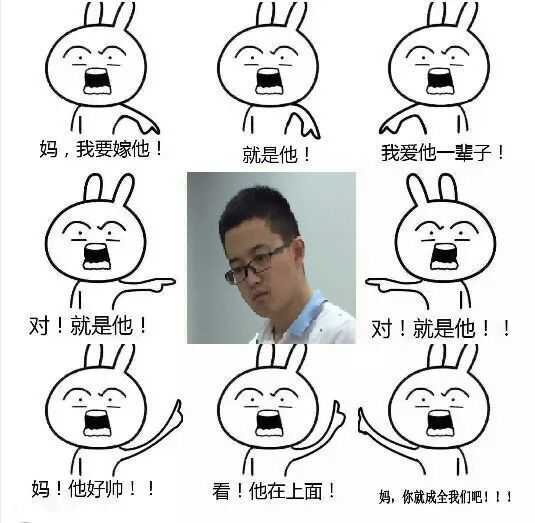 妈，我要嫁他！
就是他！
我爱他一辈子！
对！就是他！
对！就是他！！
妈！他好帅！！
看！他在上面！
妈，你就成全我们吧！！！